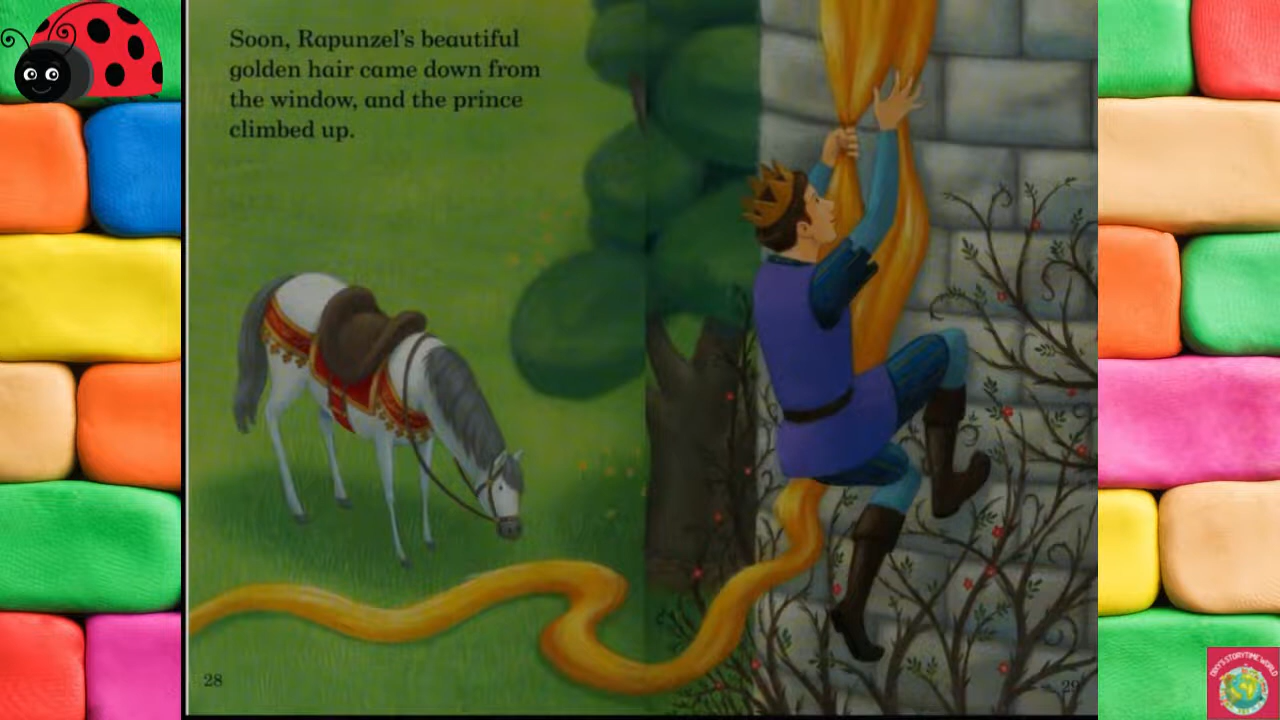 Soon, Rapunzel's beautiful
golden hair came down from
the window, and the prince
climbed up.
28
29